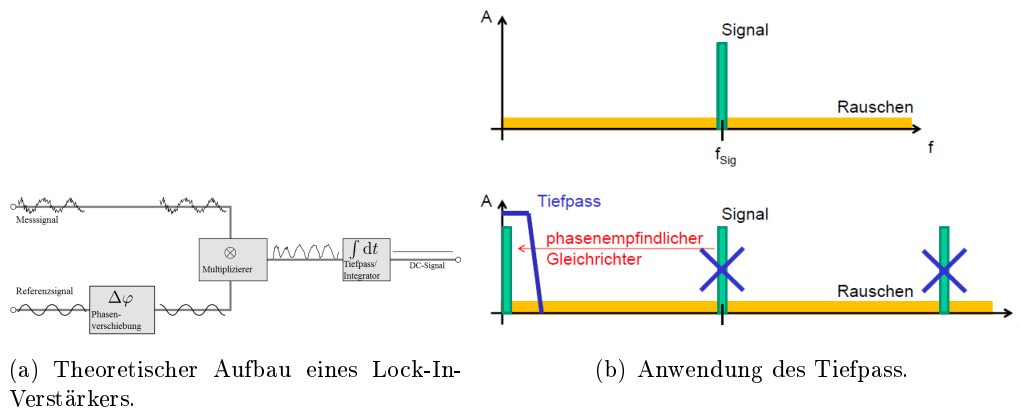 Messsignal
Referenzsignal
Δφ
Phasen-
verschiebung
⊗
Multiplizierer
∫ dt
Tiefpass/
Integrator
DC-Signal
(a) Theoretischer Aufbau eines Lock-In-
Verstärkers.
A
Signal
Rauschen
f_Sig
f
A
Tiefpass
Signal
phasenempfindlicher
Gleichrichter
Rauschen
(b) Anwendung des Tiefpass.